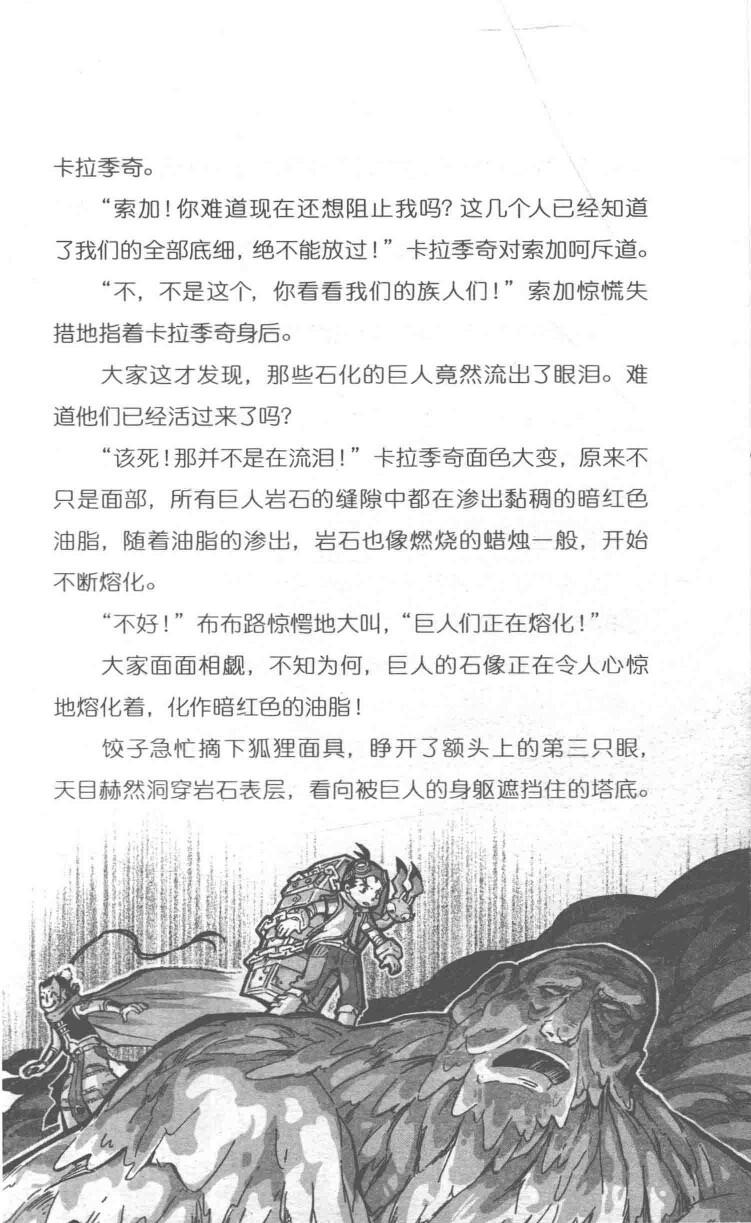 卡拉季奇。
“索加！你难道现在还想阻止我吗？这几个人已经知道
了我们的全部底细，绝不能放过！”卡拉季奇对索加呵斥道。
“不，不是这个，你看看我们的族人们！”索加惊慌失
措地指着卡拉季奇身后。
大家这才发现，那些石化的巨人竟然流出了眼泪。难
道他们已经活过来了吗？
“该死！那并不是在流泪！”卡拉季奇面色大变，原来不
只是面部，所有巨人岩石的缝隙中都在渗出黏稠的暗红色
油脂，随着油脂的渗出，岩石也像燃烧的蜡烛一般，开始
不断熔化。
“不好！”布布路惊愕地大叫，“巨人们正在熔化！”
大家面面相觑，不知为何，巨人的石像正在令人心惊
地熔化着，化作暗红色的油脂！
饺子急忙摘下狐狸面具，睁开了额头上的第三只眼，
天目赫然洞穿岩石表层，看向被巨人的身躯遮挡住的塔底。